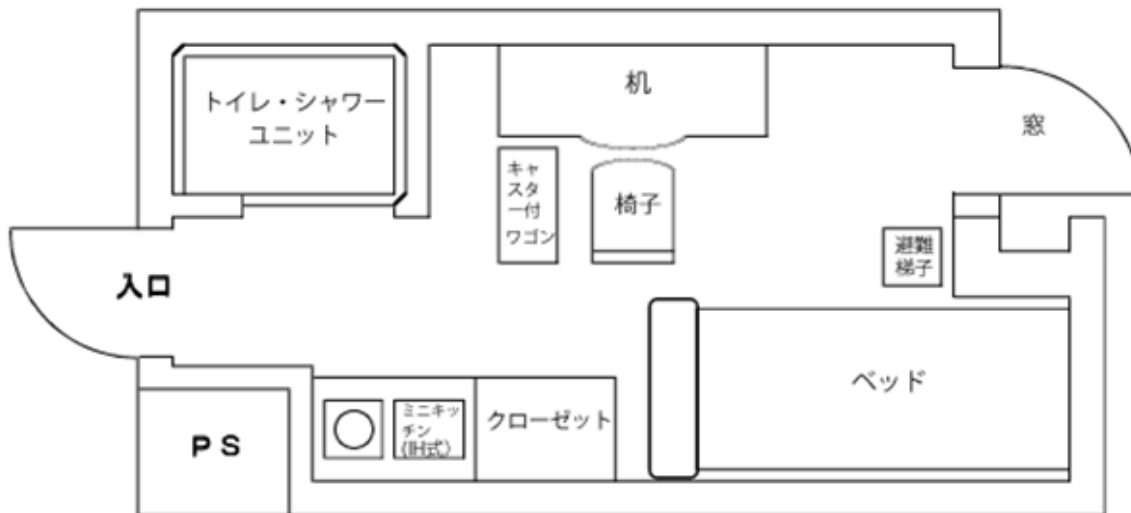 トイレ・シャワー
ユニット
机
窓
キャ
スタ
ー付
ワゴン
椅子
避難
梯子
入口
ベッド
ミニキッ
チン
(IH式)
クローゼット
ＰＳ